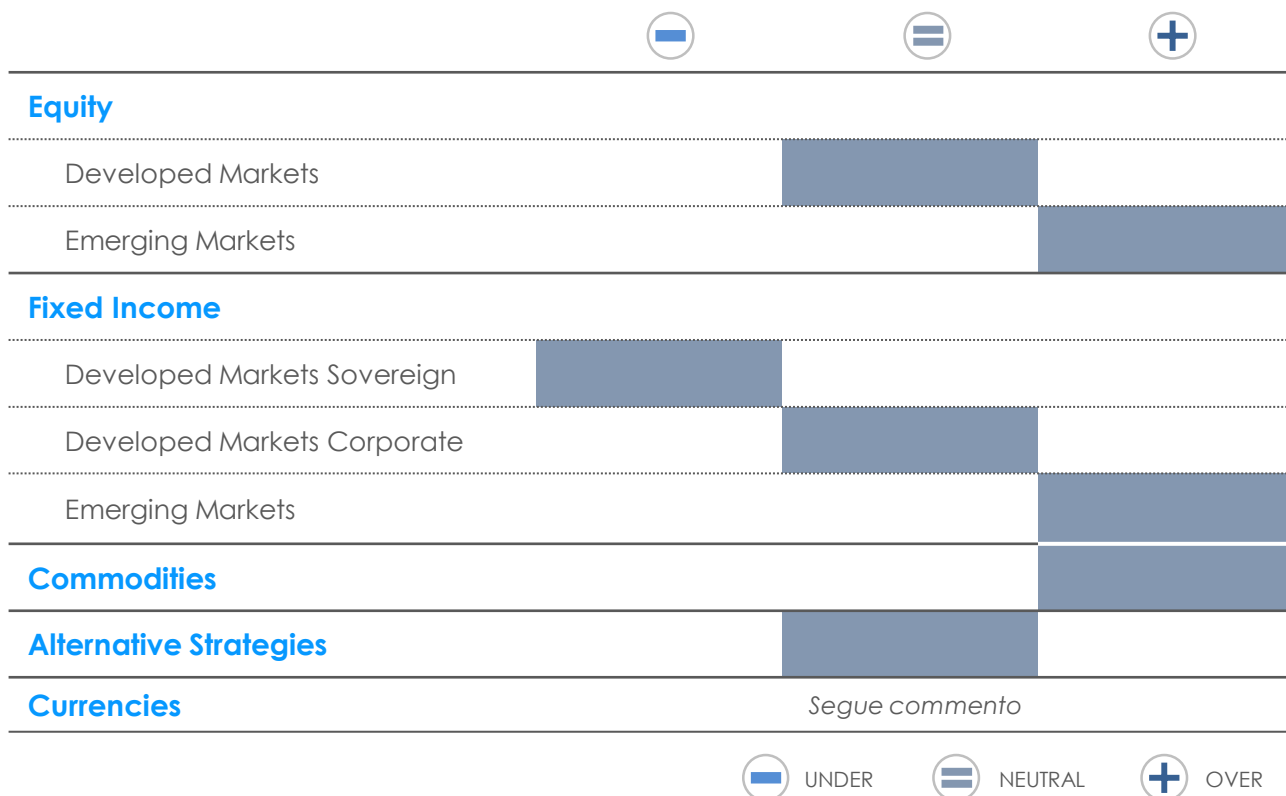 Equity
Developed Markets
Emerging Markets
Fixed Income
Developed Markets Sovereign
Developed Markets Corporate
Emerging Markets
Commodities
Alternative Strategies
Currencies Segue commento
UNDER NEUTRAL OVER